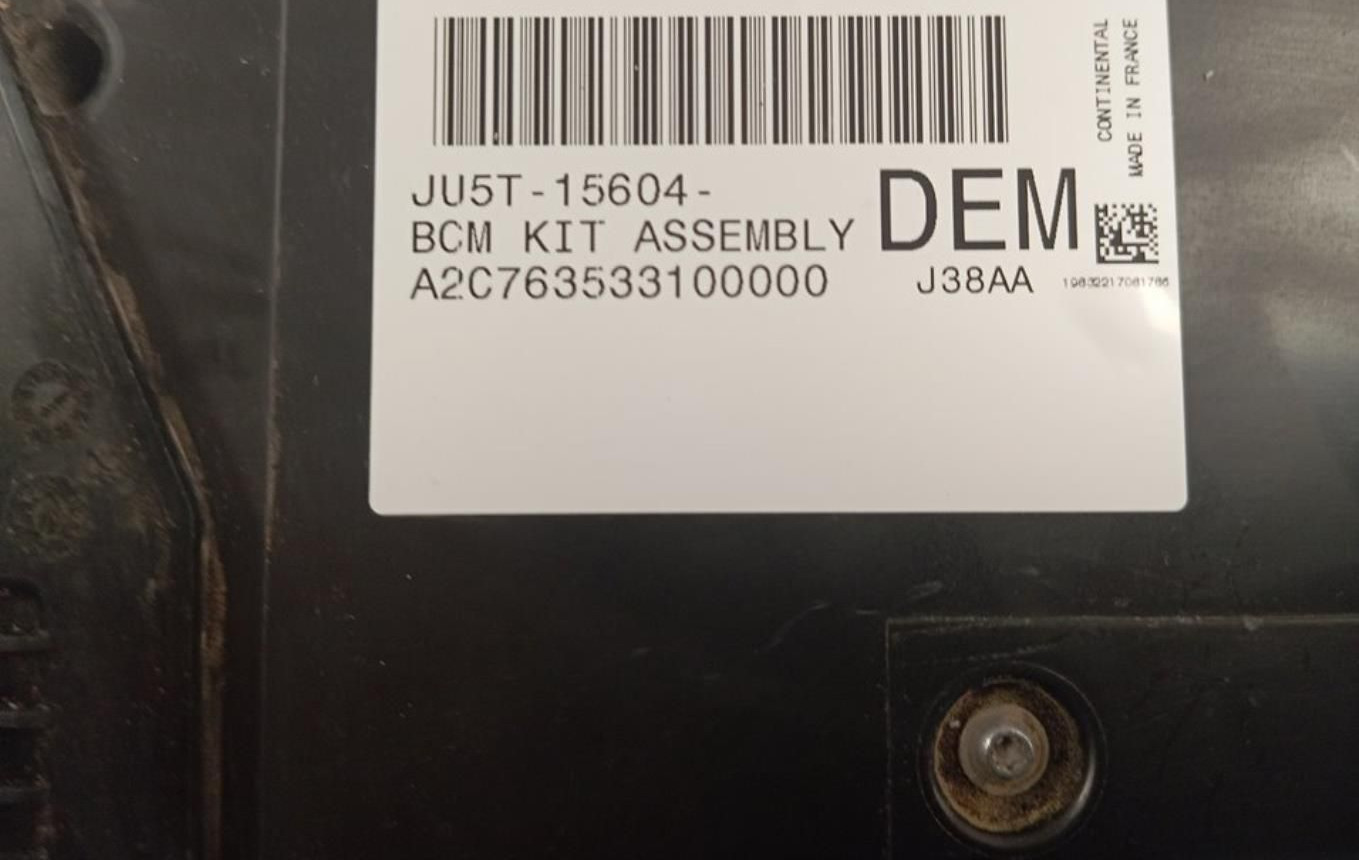 CONTINENTAL
MADE IN FRANCE
JU5T-15604-
DEM
BCM KIT ASSEMBLY
A2C763533100000
J38AA